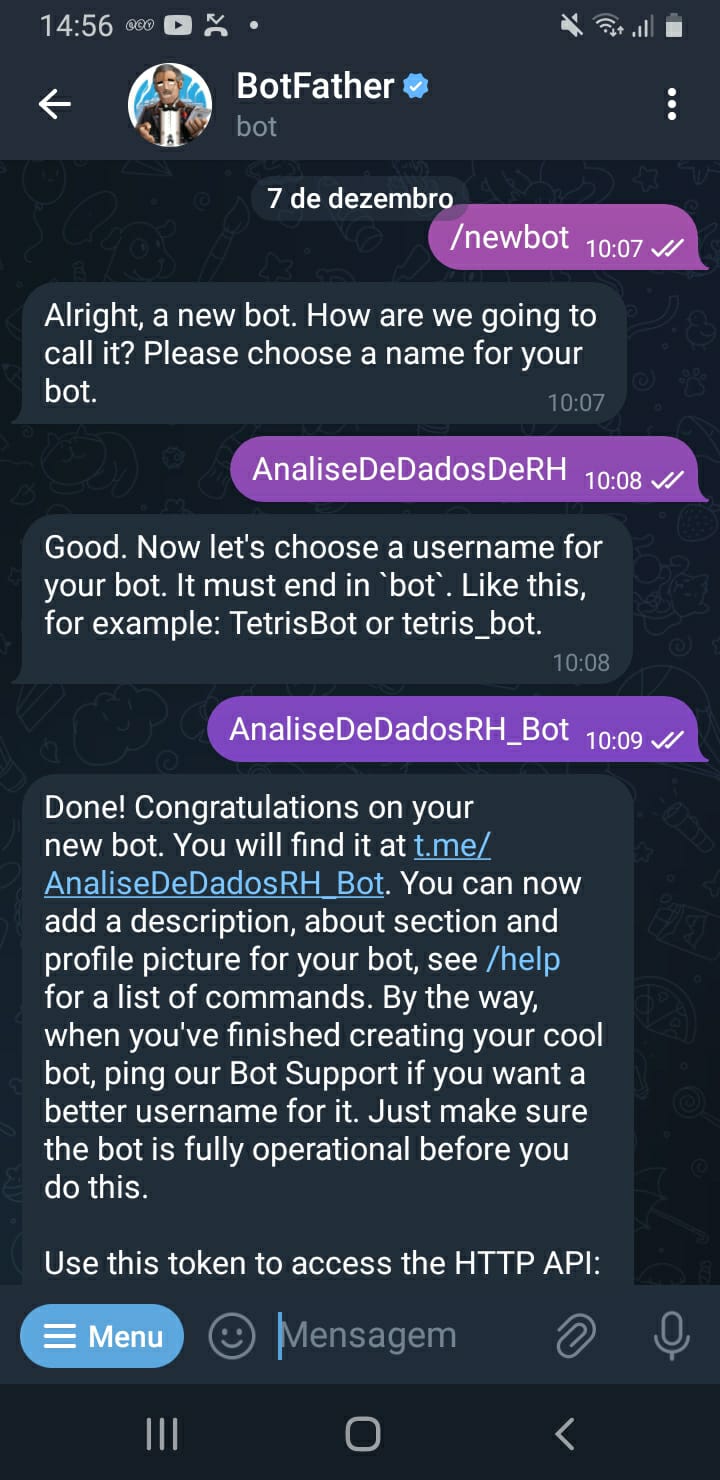 14:56
BotFather
bot
7 de dezembro
/newbot 10:07
Alright, a new bot. How are we going to
call it? Please choose a name for your
bot.
10:07
AnaliseDeDadosDeRH 10:08
Good. Now let's choose a username for
your bot. It must end in `bot`. Like this,
for example: TetrisBot or tetris_bot.
10:08
AnaliseDeDadosRH_Bot 10:09
Done! Congratulations on your
new bot. You will find it at t.me/
AnaliseDeDadosRH_Bot. You can now
add a description, about section and
profile picture for your bot, see /help
for a list of commands. By the way,
when you've finished creating your cool
bot, ping our Bot Support if you want a
better username for it. Just make sure
the bot is fully operational before you
do this.
Use this token to access the HTTP API:
Menu
Mensagem